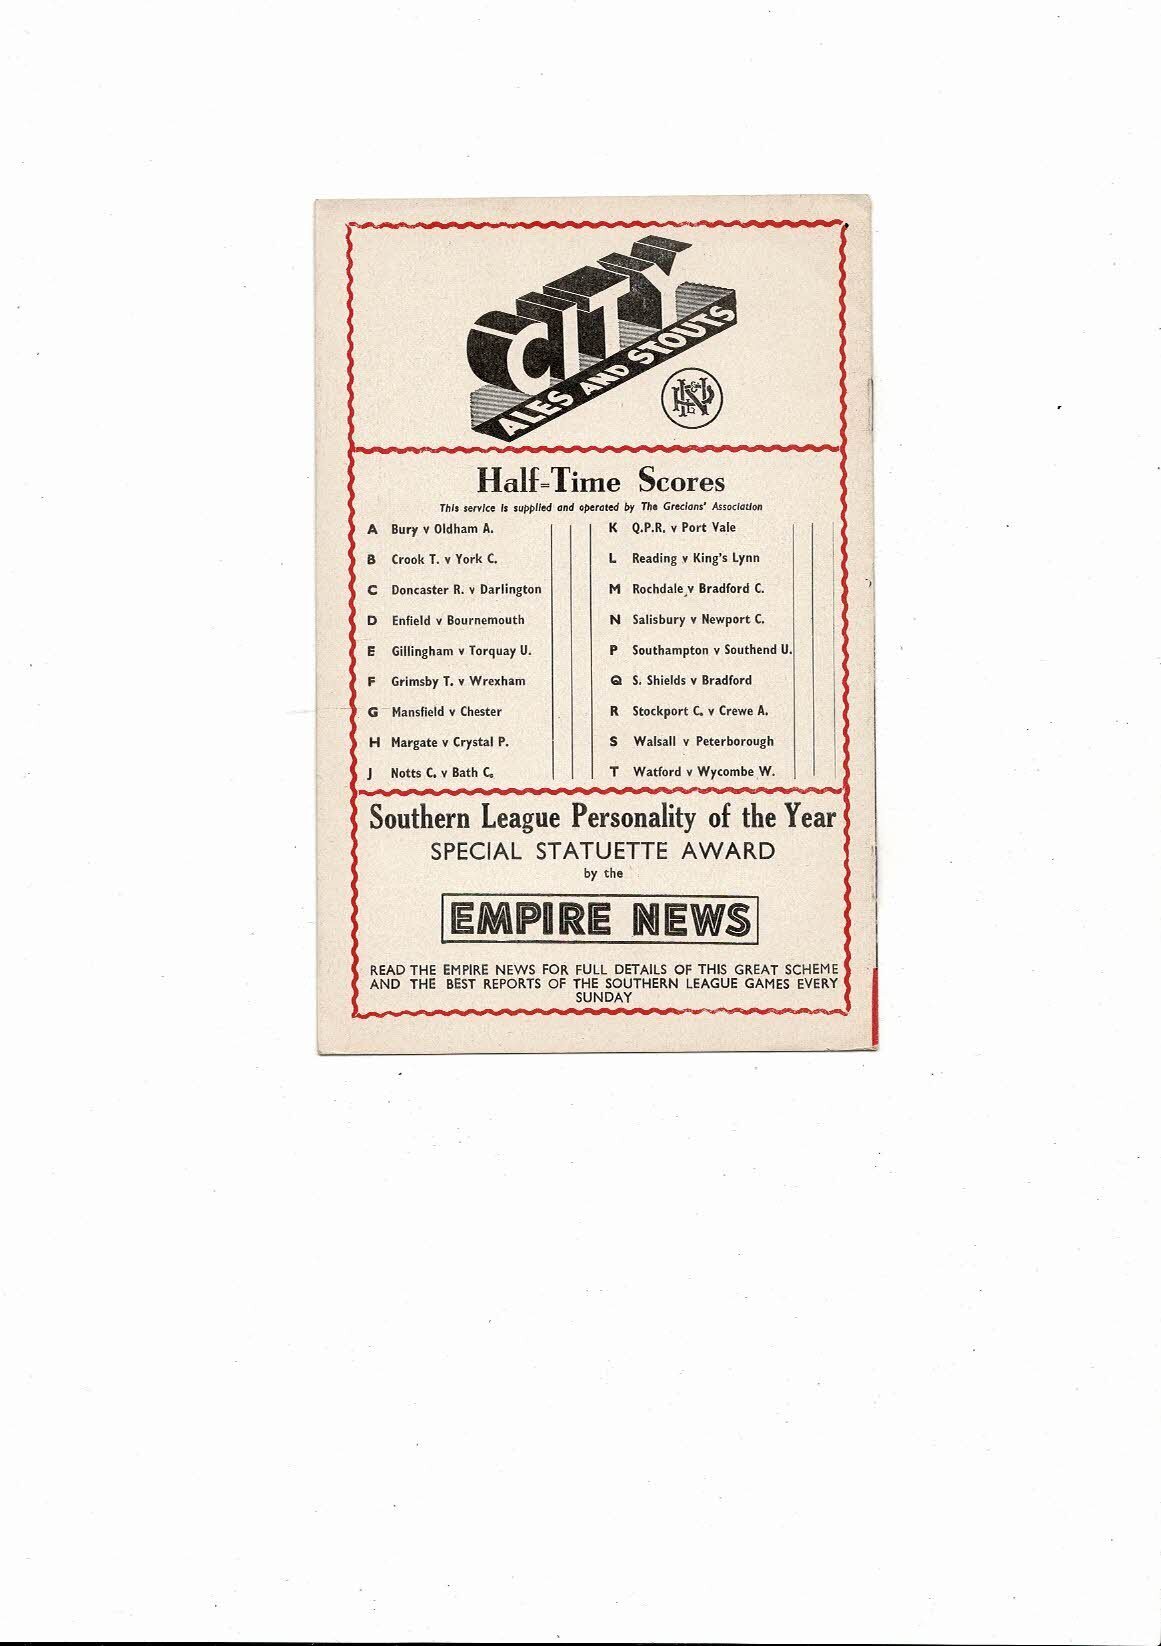 CITY
ALES AND STOUTS
Half=Time Scores
This service is supplied and operated by The Grecians' Association
A Bury v Oldham A.
B Crook T. v York C.
C Doncaster R. v Darlington
D Enfield v Bournemouth
E Gillingham v Torquay U.
F Grimsby T. v Wrexham
G Mansfield v Chester
H Margate v Crystal P.
J Notts C. v Bath C.
K Q.P.R. v Port Vale
L Reading v King's Lynn
M Rochdale v Bradford C.
N Salisbury v Newport C.
P Southampton v Southend U.
Q S. Shields v Bradford
R Stockport C. v Crewe A.
S Walsall v Peterborough
T Watford v Wycombe W.
Southern League Personality of the Year
SPECIAL STATUETTE AWARD
by the
EMPIRE NEWS
READ THE EMPIRE NEWS FOR FULL DETAILS OF THIS GREAT SCHEME
AND THE BEST REPORTS OF THE SOUTHERN LEAGUE GAMES EVERY
SUNDAY